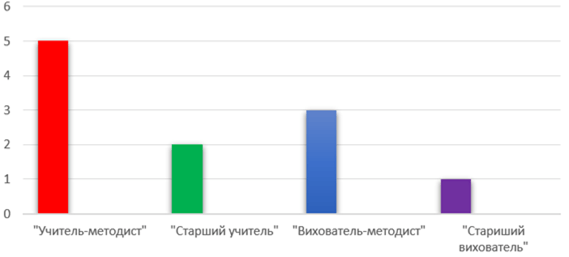 6
5
4
3
2
1
0
"Учитель-методист"
"Старший учитель"
"Вихователь-методист"
"Стариший
вихователь"